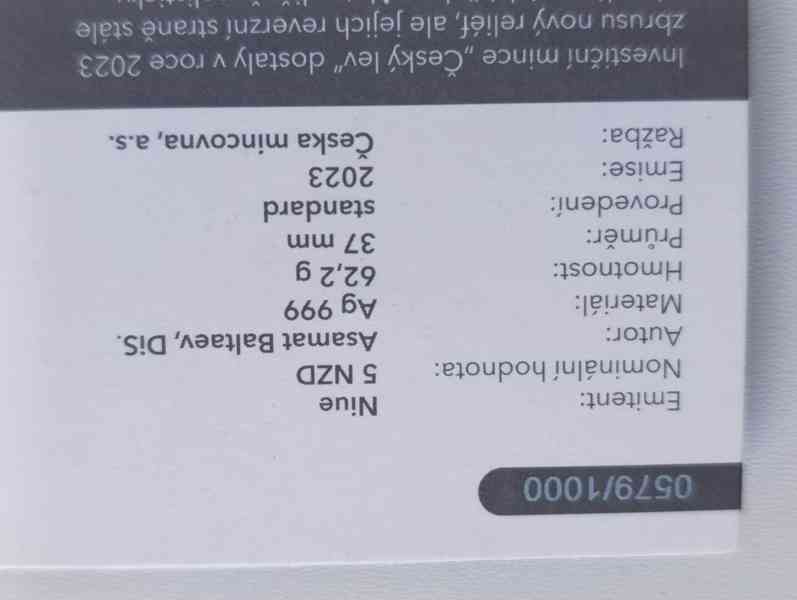 0579/1000
Emitent: Niue
Nominální hodnota: 5 NZD
Autor: Asamat Baltaev, DiS.
Materiál: Ag 999
Hmotnost: 62,2 g
Průměr: 37 mm
Provedení: standard
Emise: 2023
Ražba: Česka mincovna, a.s.
Investiční mince „Český lev“ dostaly v roce 2023
zbrusu nový reliéf, ale jejich reverzní straně stále